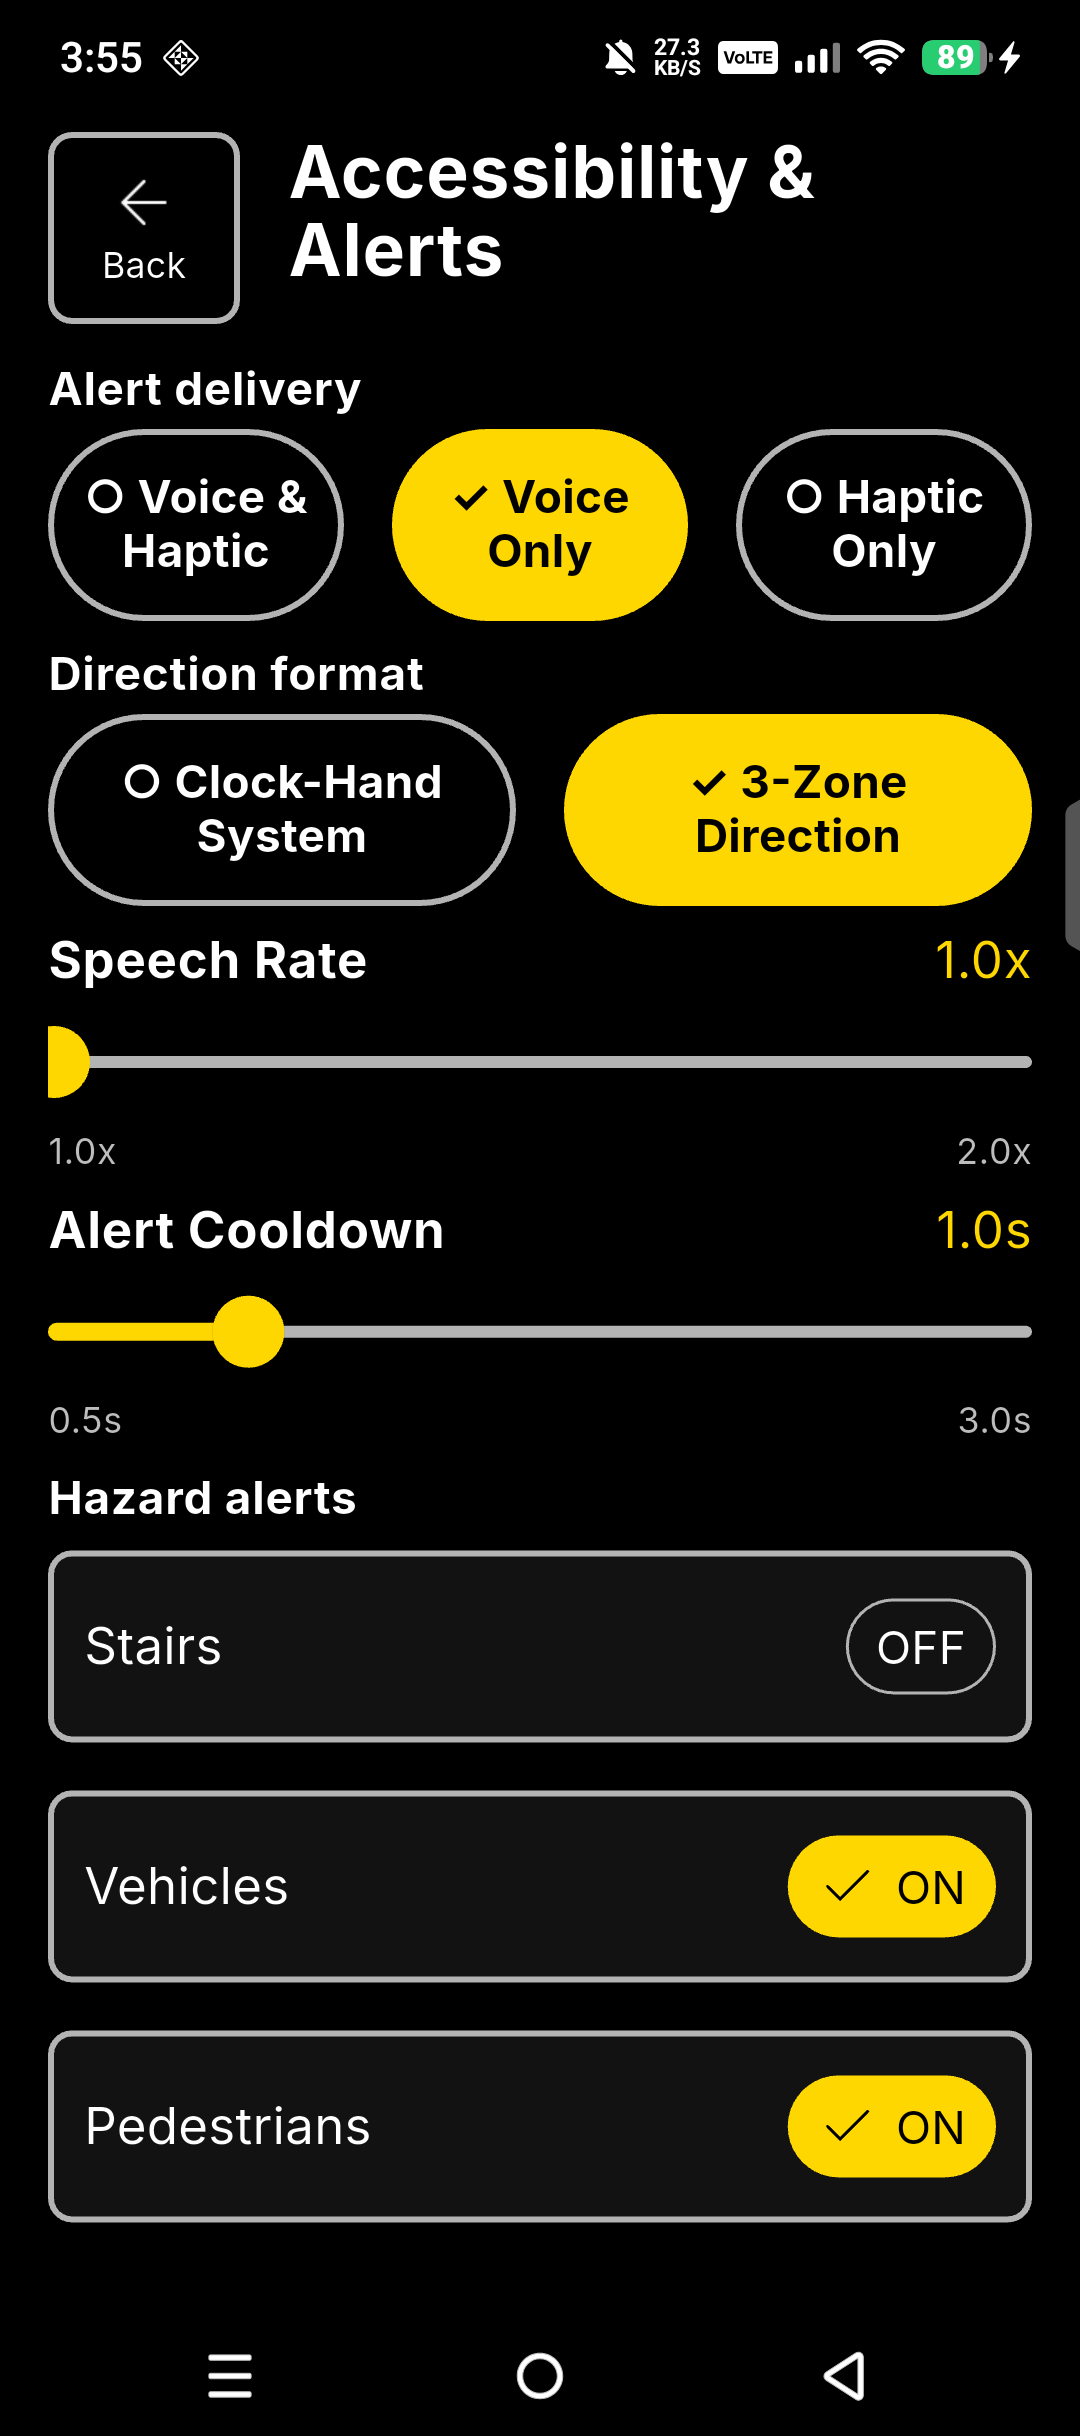 3:55 27.3 KB/S VoLTE 89
Accessibility &
Alerts
Back
Alert delivery
Voice &
Haptic
Voice
Only
Haptic
Only
Direction format
Clock-Hand
System
3-Zone
Direction
Speech Rate 1.0x
1.0x 2.0x
Alert Cooldown 1.0s
0.5s 3.0s
Hazard alerts
Stairs OFF
Vehicles ON
Pedestrians ON